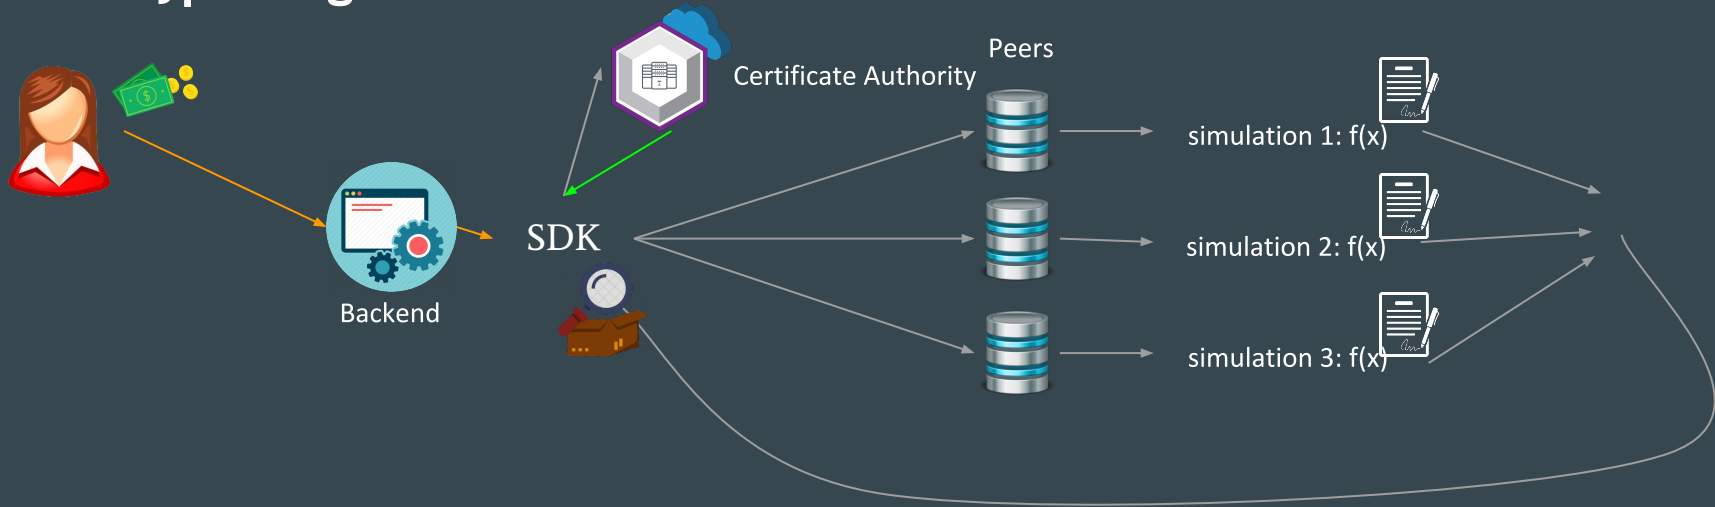 Peers
Certificate Authority
simulation 1: f(x)
SDK
simulation 2: f(x)
Backend
simulation 3: f(x)